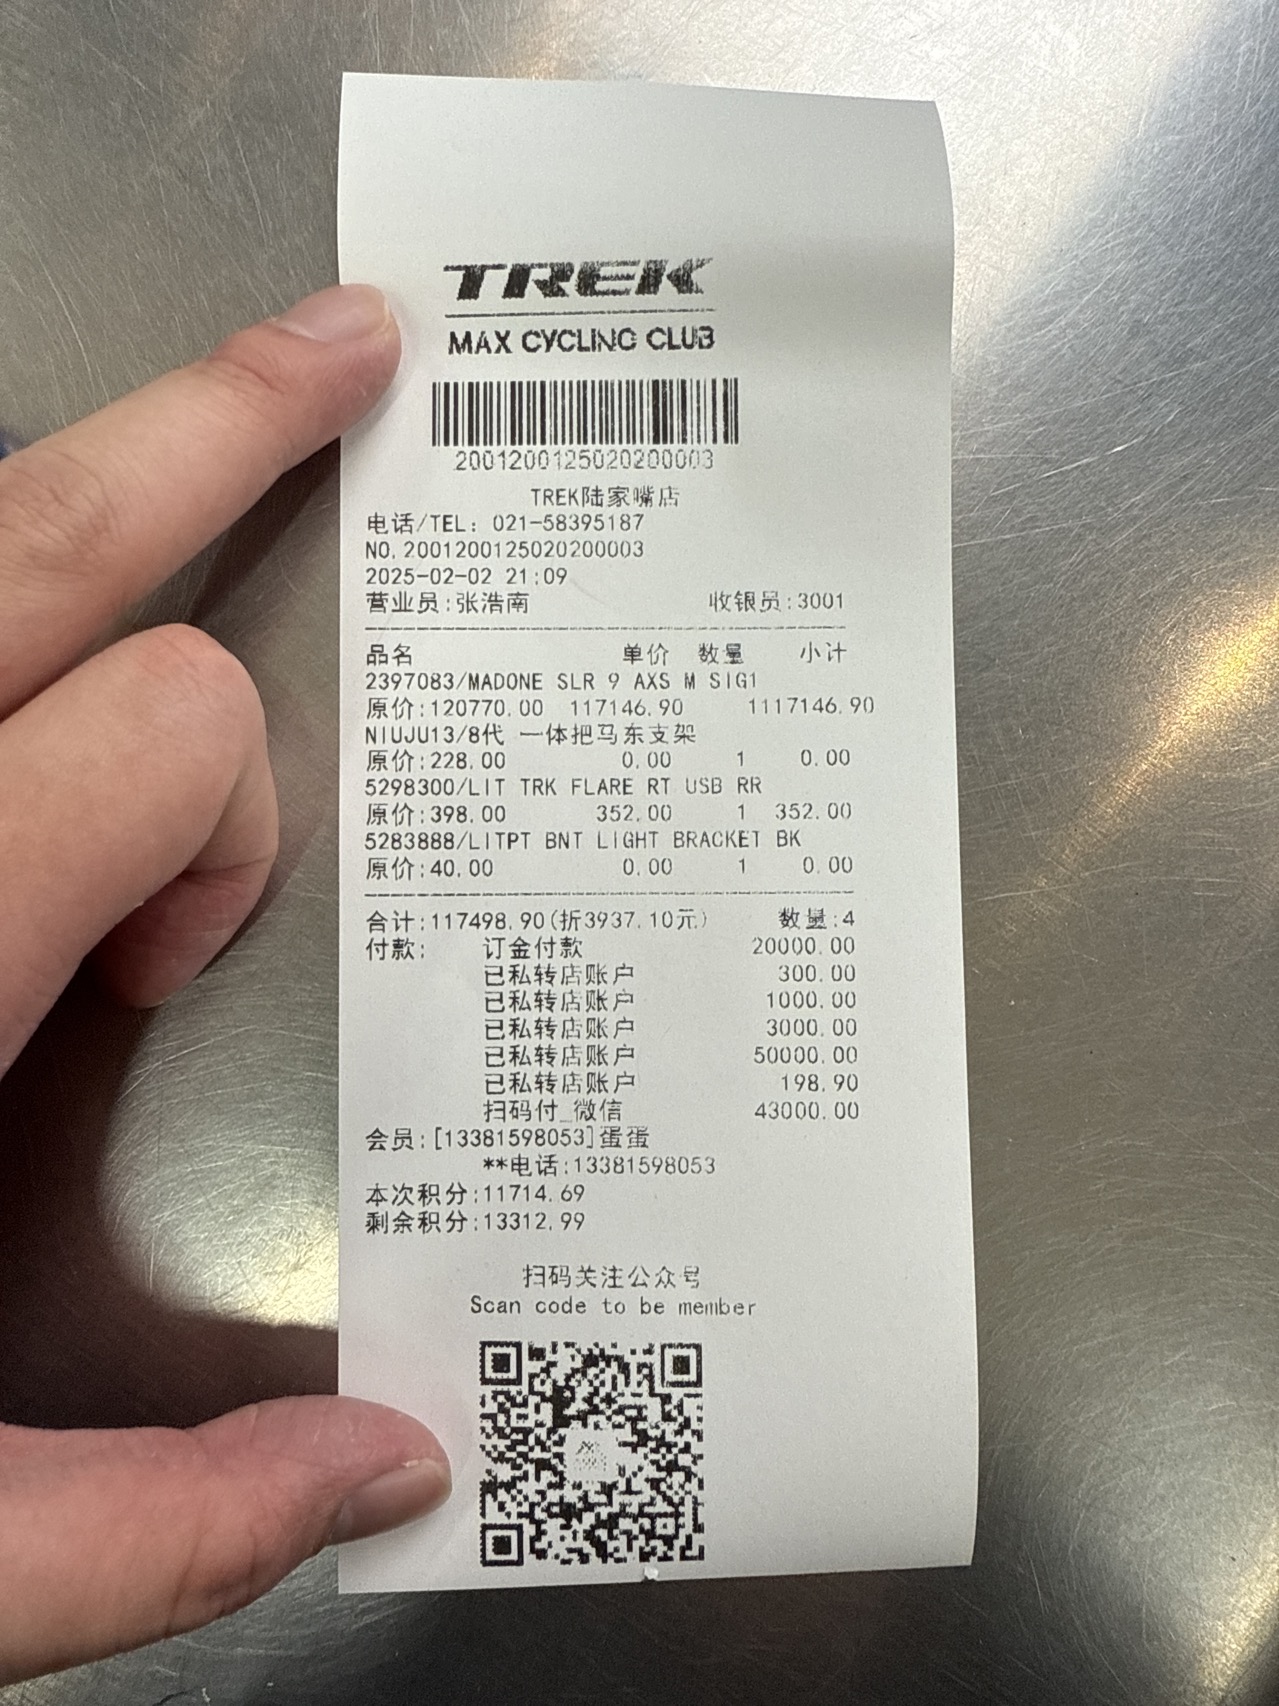 TREK
MAX CYCLING CLUB
2001200125020200003
TREK陆家嘴店
电话/TEL: 021-58395187
NO.2001200125020200003
2025-02-02 21:09
营业员:张浩南 收银员:3001
品名 单价 数量 小计
2397083/MADONE SLR 9 AXS M SIG1
原价:120770.00 117146.90 1117146.90
NIUJU13/8代 一体把马东支架
原价:228.00 0.00 1 0.00
5298300/LIT TRK FLARE RT USB RR
原价:398.00 352.00 1 352.00
5283888/LITPT BNT LIGHT BRACKET BK
原价:40.00 0.00 1 0.00
合计:117498.90(折3937.10元) 数量:4
付款: 订金付款 20000.00
已私转店账户 300.00
已私转店账户 1000.00
已私转店账户 3000.00
已私转店账户 50000.00
已私转店账户 198.90
扫码付_微信 43000.00
会员:[13381598053]蛋蛋
**电话:13381598053
本次积分:11714.69
剩余积分:13312.99
扫码关注公众号
Scan code to be member